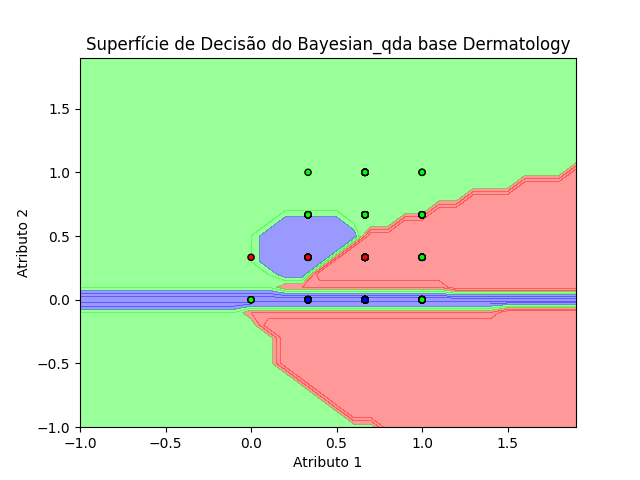 Superfície de Decisão do Bayesian_qda base Dermatology
1.5
1.0
0.5
0.0
−0.5
−1.0
Atributo 2
−1.0 −0.5 0.0 0.5 1.0 1.5
Atributo 1